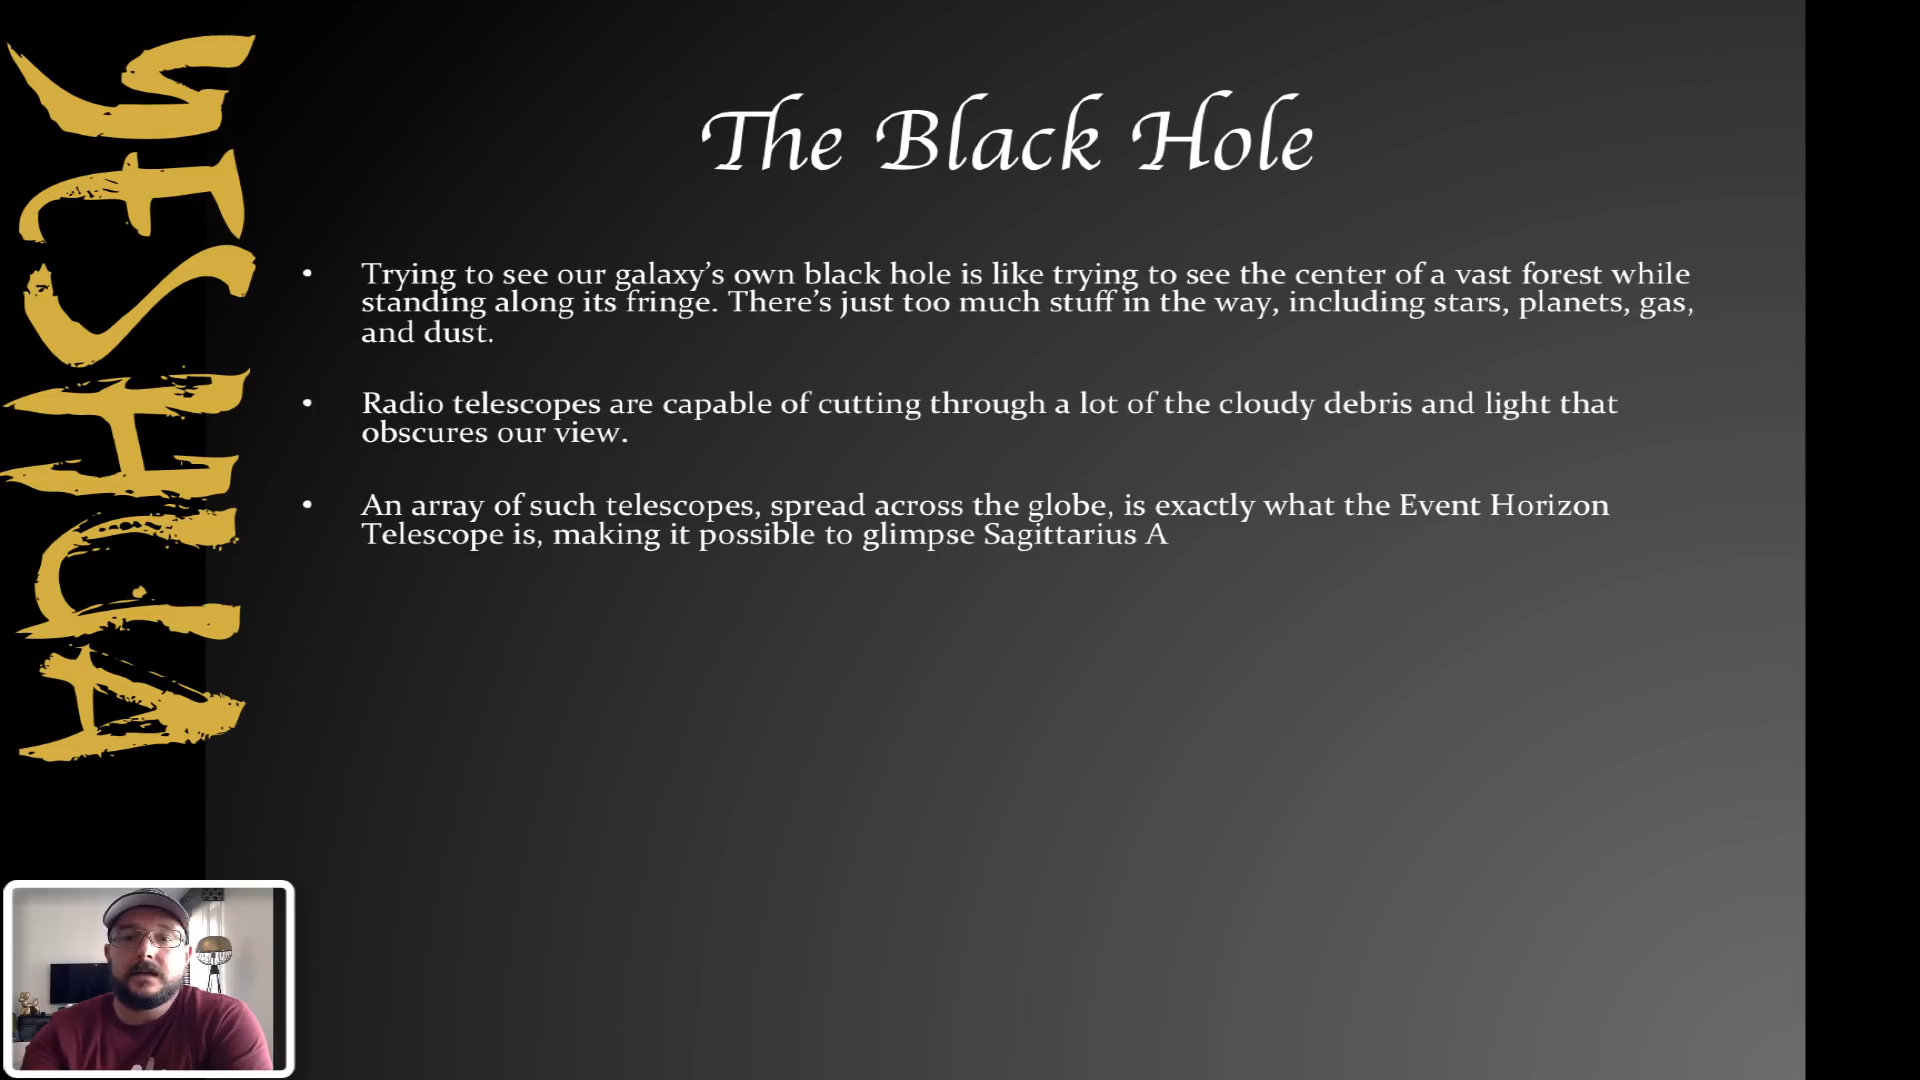 YESHUA
The Black Hole
• Trying to see our galaxy’s own black hole is like trying to see the center of a vast forest while
standing along its fringe. There’s just too much stuff in the way, including stars, planets, gas,
and dust.
• Radio telescopes are capable of cutting through a lot of the cloudy debris and light that
obscures our view.
• An array of such telescopes, spread across the globe, is exactly what the Event Horizon
Telescope is, making it possible to glimpse Sagittarius A